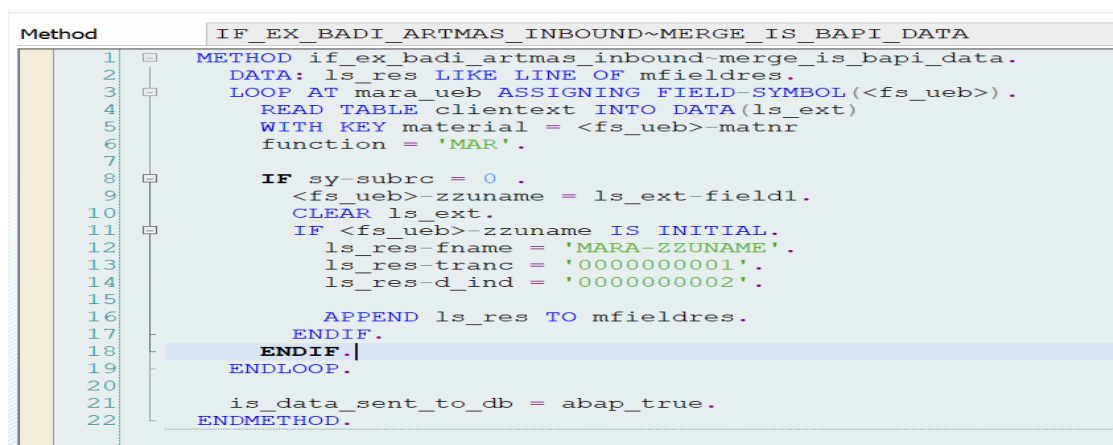 Method IF_EX_BADI_ARTMAS_INBOUND~MERGE_IS_BAPI_DATA
1 METHOD if_ex_badi_artmas_inbound~merge_is_bapi_data.
2 DATA: ls_res LIKE LINE OF mfieldres.
3 LOOP AT mara_ueb ASSIGNING FIELD-SYMBOL(<fs_ueb>).
4 READ TABLE clientext INTO DATA(ls_ext)
5 WITH KEY material = <fs_ueb>-matnr
6 function = 'MAR'.
7
8 IF sy-subrc = 0 .
9 <fs_ueb>-zzuname = ls_ext-field1.
10 CLEAR ls_ext.
11 IF <fs_ueb>-zzuname IS INITIAL.
12 ls_res-fname = 'MARA-ZZUNAME'.
13 ls_res-tranc = '0000000001'.
14 ls_res-d_ind = '0000000002'.
15
16 APPEND ls_res TO mfieldres.
17 ENDIF.
18 ENDIF.
19 ENDLOOP.
20
21 is_data_sent_to_db = abap_true.
22 ENDMETHOD.